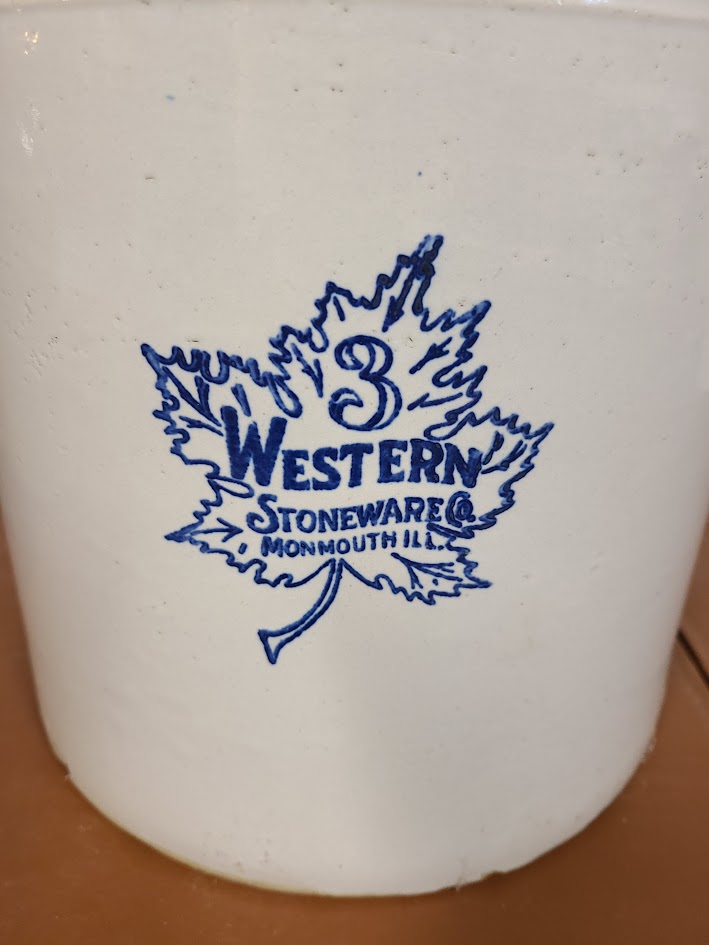 3
WESTERN
STONEWARE CO.
MONMOUTH ILL.